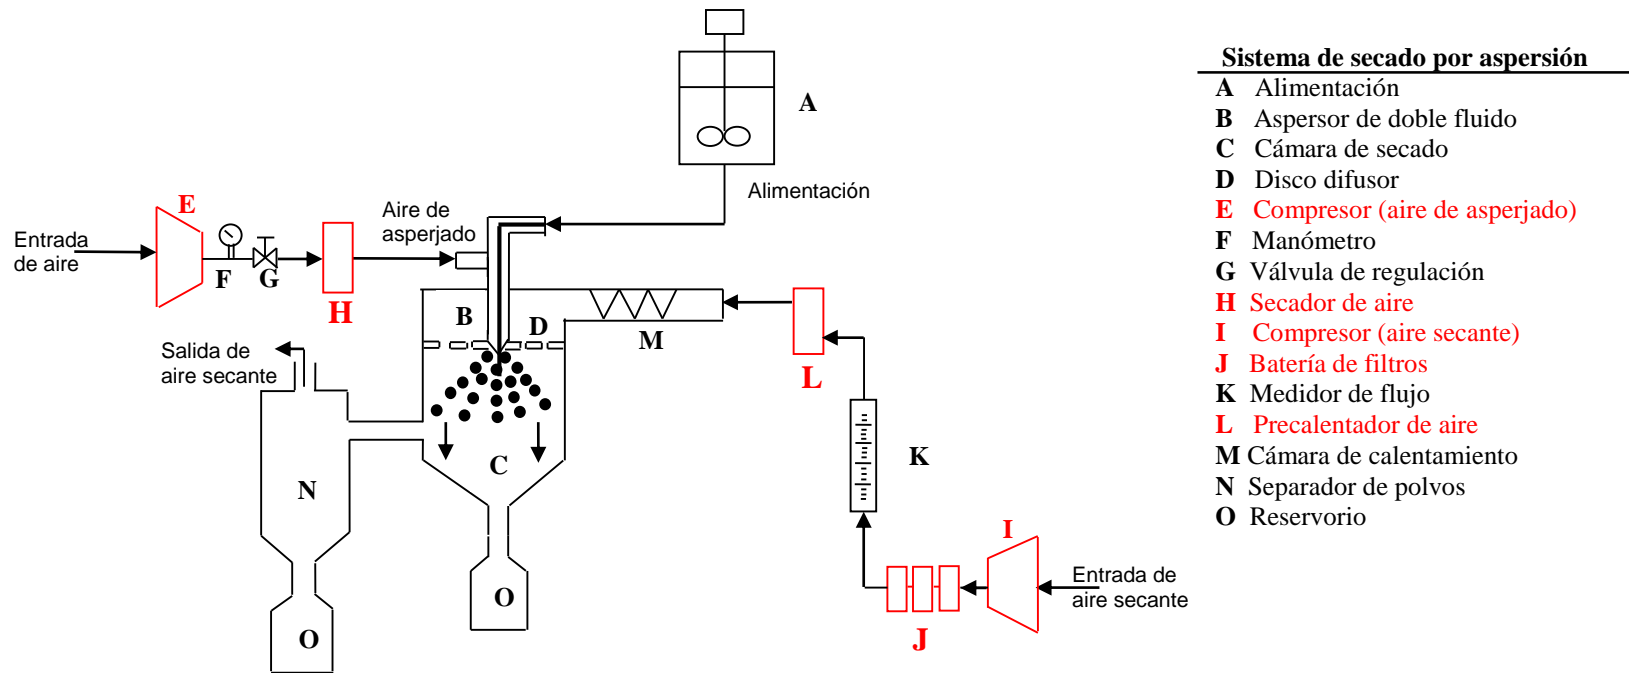 A
Alimentación
E
Aire de
asperjado
Entrada
de aire
F
G
H
B
D
M
L
Salida de
aire secante
K
C
N
I
Entrada de
aire secante
O
J
O
Sistema de secado por aspersión
A Alimentación
B Aspersor de doble fluido
C Cámara de secado
D Disco difusor
E Compresor (aire de asperjado)
F Manómetro
G Válvula de regulación
H Secador de aire
I Compresor (aire secante)
J Batería de filtros
K Medidor de flujo
L Precalentador de aire
M Cámara de calentamiento
N Separador de polvos
O Reservorio